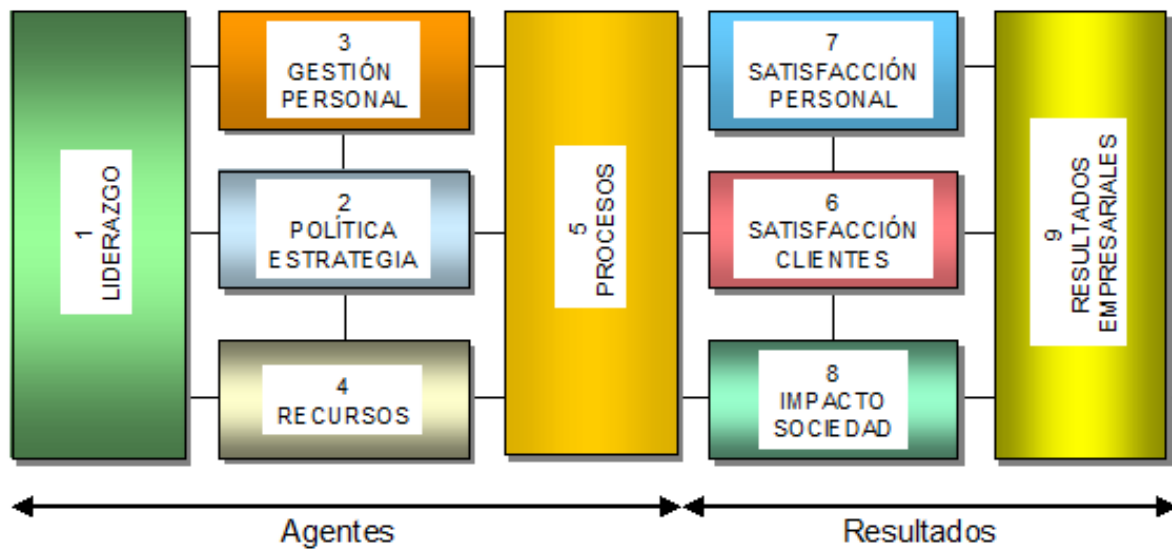 1
LIDERAZGO
3
GESTIÓN
PERSONAL
2
POLÍTICA
ESTRATEGIA
4
RECURSOS
5
PROCESOS
7
SATISFACCIÓN
PERSONAL
6
SATISFACCIÓN
CLIENTES
8
IMPACTO
SOCIEDAD
9
RESULTADOS
EMPRESARIALES
Agentes
Resultados